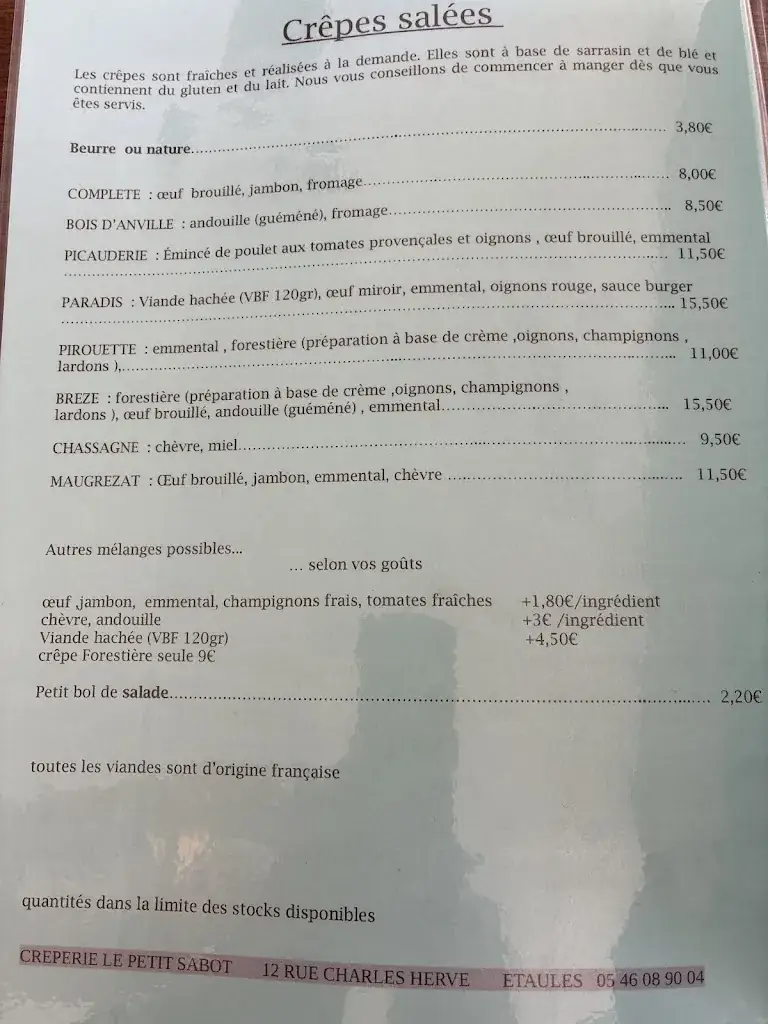 Crêpes salées
Les crêpes sont fraîches et réalisées à la demande. Elles sont à base de sarrasin et de blé et
contiennent du gluten et du lait. Nous vous conseillons de commencer à manger dès que vous
êtes servis.
Beurre ou nature.......... 3,80€
COMPLETE : œuf brouillé, jambon, fromage.......... 8,00€
BOIS D'ANVILLE : andouille (guéméné), fromage.......... 8,50€
PICAUDERIE : Émincé de poulet aux tomates provençales et oignons , œuf brouillé, emmental
.......... 11,50€
PARADIS : Viande hachée (VBF 120gr), œuf miroir, emmental, oignons rouge, sauce burger
.......... 15,50€
PIROUETTE : emmental , forestière (préparation à base de crème ,oignons, champignons ,
lardons ),.......... 11,00€
BREZE : forestière (préparation à base de crème ,oignons, champignons ,
lardons ), œuf brouillé, andouille (guéméné) , emmental.......... 15,50€
CHASSAGNE : chèvre, miel.......... 9,50€
MAUGREZAT : Œuf brouillé, jambon, emmental, chèvre .......... 11,50€
Autres mélanges possibles...
... selon vos goûts
œuf ,jambon, emmental, champignons frais, tomates fraîches +1,80€/ingrédient
chèvre, andouille +3€ /ingrédient
Viande hachée (VBF 120gr) +4,50€
crêpe Forestière seule 9€
Petit bol de salade.......... 2,20€
toutes les viandes sont d'origine française
quantités dans la limite des stocks disponibles
CREPERIE LE PETIT SABOT 12 RUE CHARLES HERVE ETAULES 05 46 08 90 04